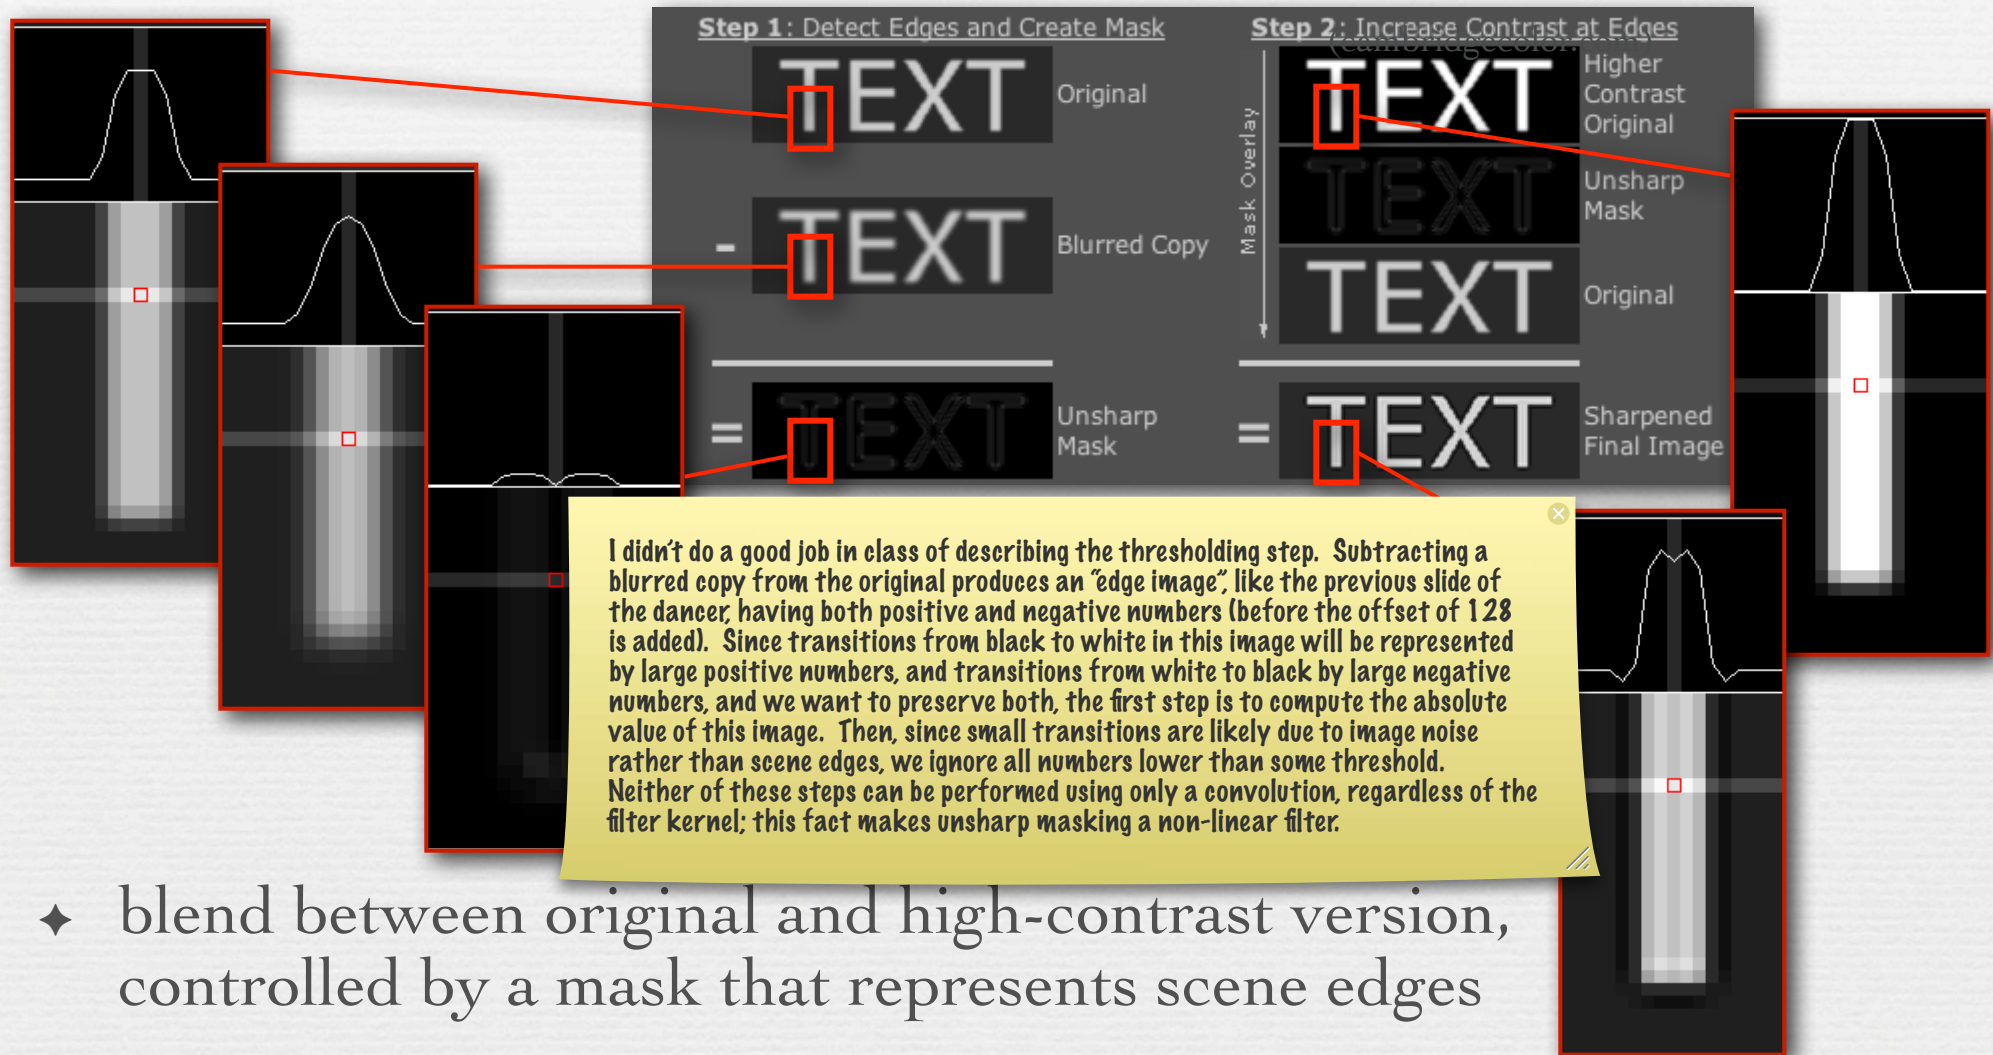 Step 1: Detect Edges and Create Mask
TEXT
Original
-
TEXT
Blurred Copy
=
TEXT
Unsharp
Mask
Step 2: Increase Contrast at Edges
(cambridgecolor.com)
Mask Overlay
TEXT
Higher
Contrast
Original
TEXT
Unsharp
Mask
TEXT
Original
=
TEXT
Sharpened
Final Image
I didn't do a good job in class of describing the thresholding step. Subtracting a
blurred copy from the original produces an "edge image", like the previous slide of
the dancer, having both positive and negative numbers (before the offset of 128
is added). Since transitions from black to white in this image will be represented
by large positive numbers, and transitions from white to black by large negative
numbers, and we want to preserve both, the first step is to compute the absolute
value of this image. Then, since small transitions are likely due to image noise
rather than scene edges, we ignore all numbers lower than some threshold.
Neither of these steps can be performed using only a convolution, regardless of the
filter kernel; this fact makes unsharp masking a non-linear filter.
✦ blend between original and high-contrast version,
controlled by a mask that represents scene edges